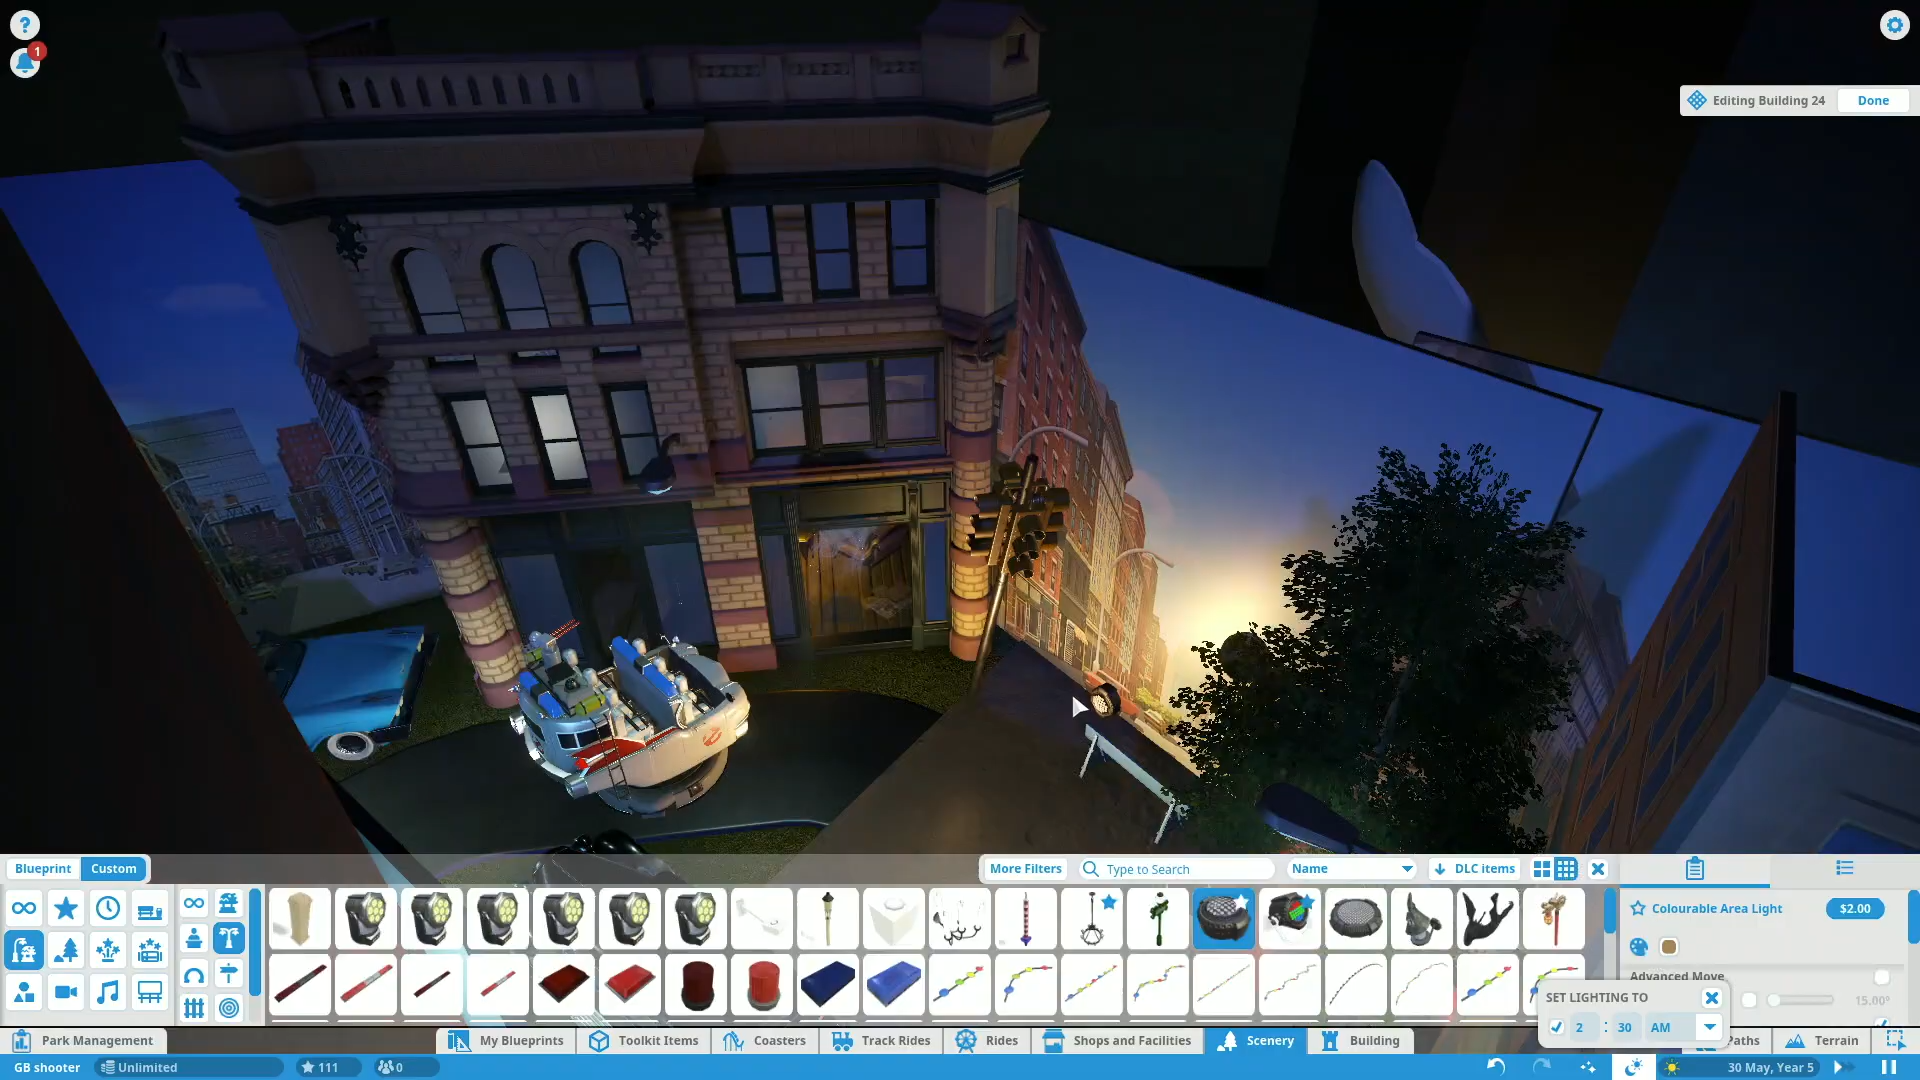 ?
1
Editing Building 24 Done
Blueprint Custom
More Filters Type to Search Name DLC items
Colourable Area Light $2.00
Advanced Move
15.00°
SET LIGHTING TO
2 : 30 AM
Park Management My Blueprints Toolkit Items Coasters Track Rides Rides Shops and Facilities Scenery Building Paths Terrain
GB shooter Unlimited 111 0 30 May, Year 5